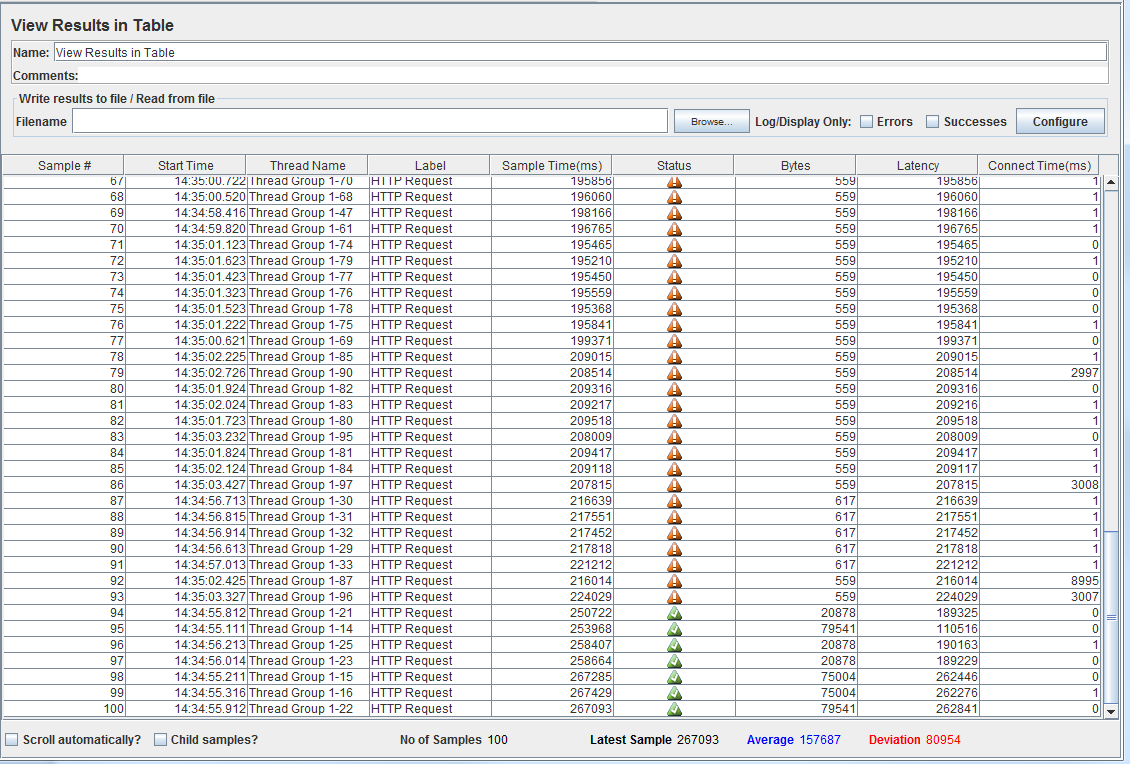 View Results in Table
Name: View Results in Table
Comments:
Write results to file / Read from file
Filename Browse... Log/Display Only: Errors Successes Configure
Sample # Start Time Thread Name Label Sample Time(ms) Status Bytes Latency Connect Time(ms)
67 14:35:00.722 Thread Group 1-70 HTTP Request 195856 559 195856 1
68 14:35:00.520 Thread Group 1-68 HTTP Request 196060 559 196060 1
69 14:34:58.416 Thread Group 1-47 HTTP Request 198166 559 198166 1
70 14:34:59.820 Thread Group 1-61 HTTP Request 196765 559 196765 1
71 14:35:01.123 Thread Group 1-74 HTTP Request 195465 559 195465 0
72 14:35:01.623 Thread Group 1-79 HTTP Request 195210 559 195210 1
73 14:35:01.423 Thread Group 1-77 HTTP Request 195450 559 195450 0
74 14:35:01.323 Thread Group 1-76 HTTP Request 195559 559 195559 0
75 14:35:01.523 Thread Group 1-78 HTTP Request 195368 559 195368 0
76 14:35:01.222 Thread Group 1-75 HTTP Request 195841 559 195841 1
77 14:35:00.621 Thread Group 1-69 HTTP Request 199371 559 199371 0
78 14:35:02.225 Thread Group 1-85 HTTP Request 209015 559 209015 1
79 14:35:02.726 Thread Group 1-90 HTTP Request 208514 559 208514 2997
80 14:35:01.924 Thread Group 1-82 HTTP Request 209316 559 209316 0
81 14:35:02.024 Thread Group 1-83 HTTP Request 209217 559 209216 1
82 14:35:01.723 Thread Group 1-80 HTTP Request 209518 559 209518 1
83 14:35:03.232 Thread Group 1-95 HTTP Request 208009 559 208009 0
84 14:35:01.824 Thread Group 1-81 HTTP Request 209417 559 209417 1
85 14:35:02.124 Thread Group 1-84 HTTP Request 209118 559 209117 1
86 14:35:03.427 Thread Group 1-97 HTTP Request 207815 559 207815 3008
87 14:34:56.713 Thread Group 1-30 HTTP Request 216639 617 216639 1
88 14:34:56.815 Thread Group 1-31 HTTP Request 217551 617 217551 1
89 14:34:56.914 Thread Group 1-32 HTTP Request 217452 617 217452 1
90 14:34:56.613 Thread Group 1-29 HTTP Request 217818 617 217818 1
91 14:34:57.013 Thread Group 1-33 HTTP Request 221212 617 221212 1
92 14:35:02.425 Thread Group 1-87 HTTP Request 216014 559 216014 8995
93 14:35:03.327 Thread Group 1-96 HTTP Request 224029 559 224029 3007
94 14:34:55.812 Thread Group 1-21 HTTP Request 250722 20878 189325 0
95 14:34:55.111 Thread Group 1-14 HTTP Request 253968 79541 110516 0
96 14:34:56.213 Thread Group 1-25 HTTP Request 258407 20878 190163 1
97 14:34:56.014 Thread Group 1-23 HTTP Request 258664 20878 189229 0
98 14:34:55.211 Thread Group 1-15 HTTP Request 267285 75004 262446 0
99 14:34:55.316 Thread Group 1-16 HTTP Request 267429 75004 262276 1
100 14:34:55.912 Thread Group 1-22 HTTP Request 267093 79541 262841 0
Scroll automatically? Child samples? No of Samples 100 Latest Sample 267093 Average 157687 Deviation 80954